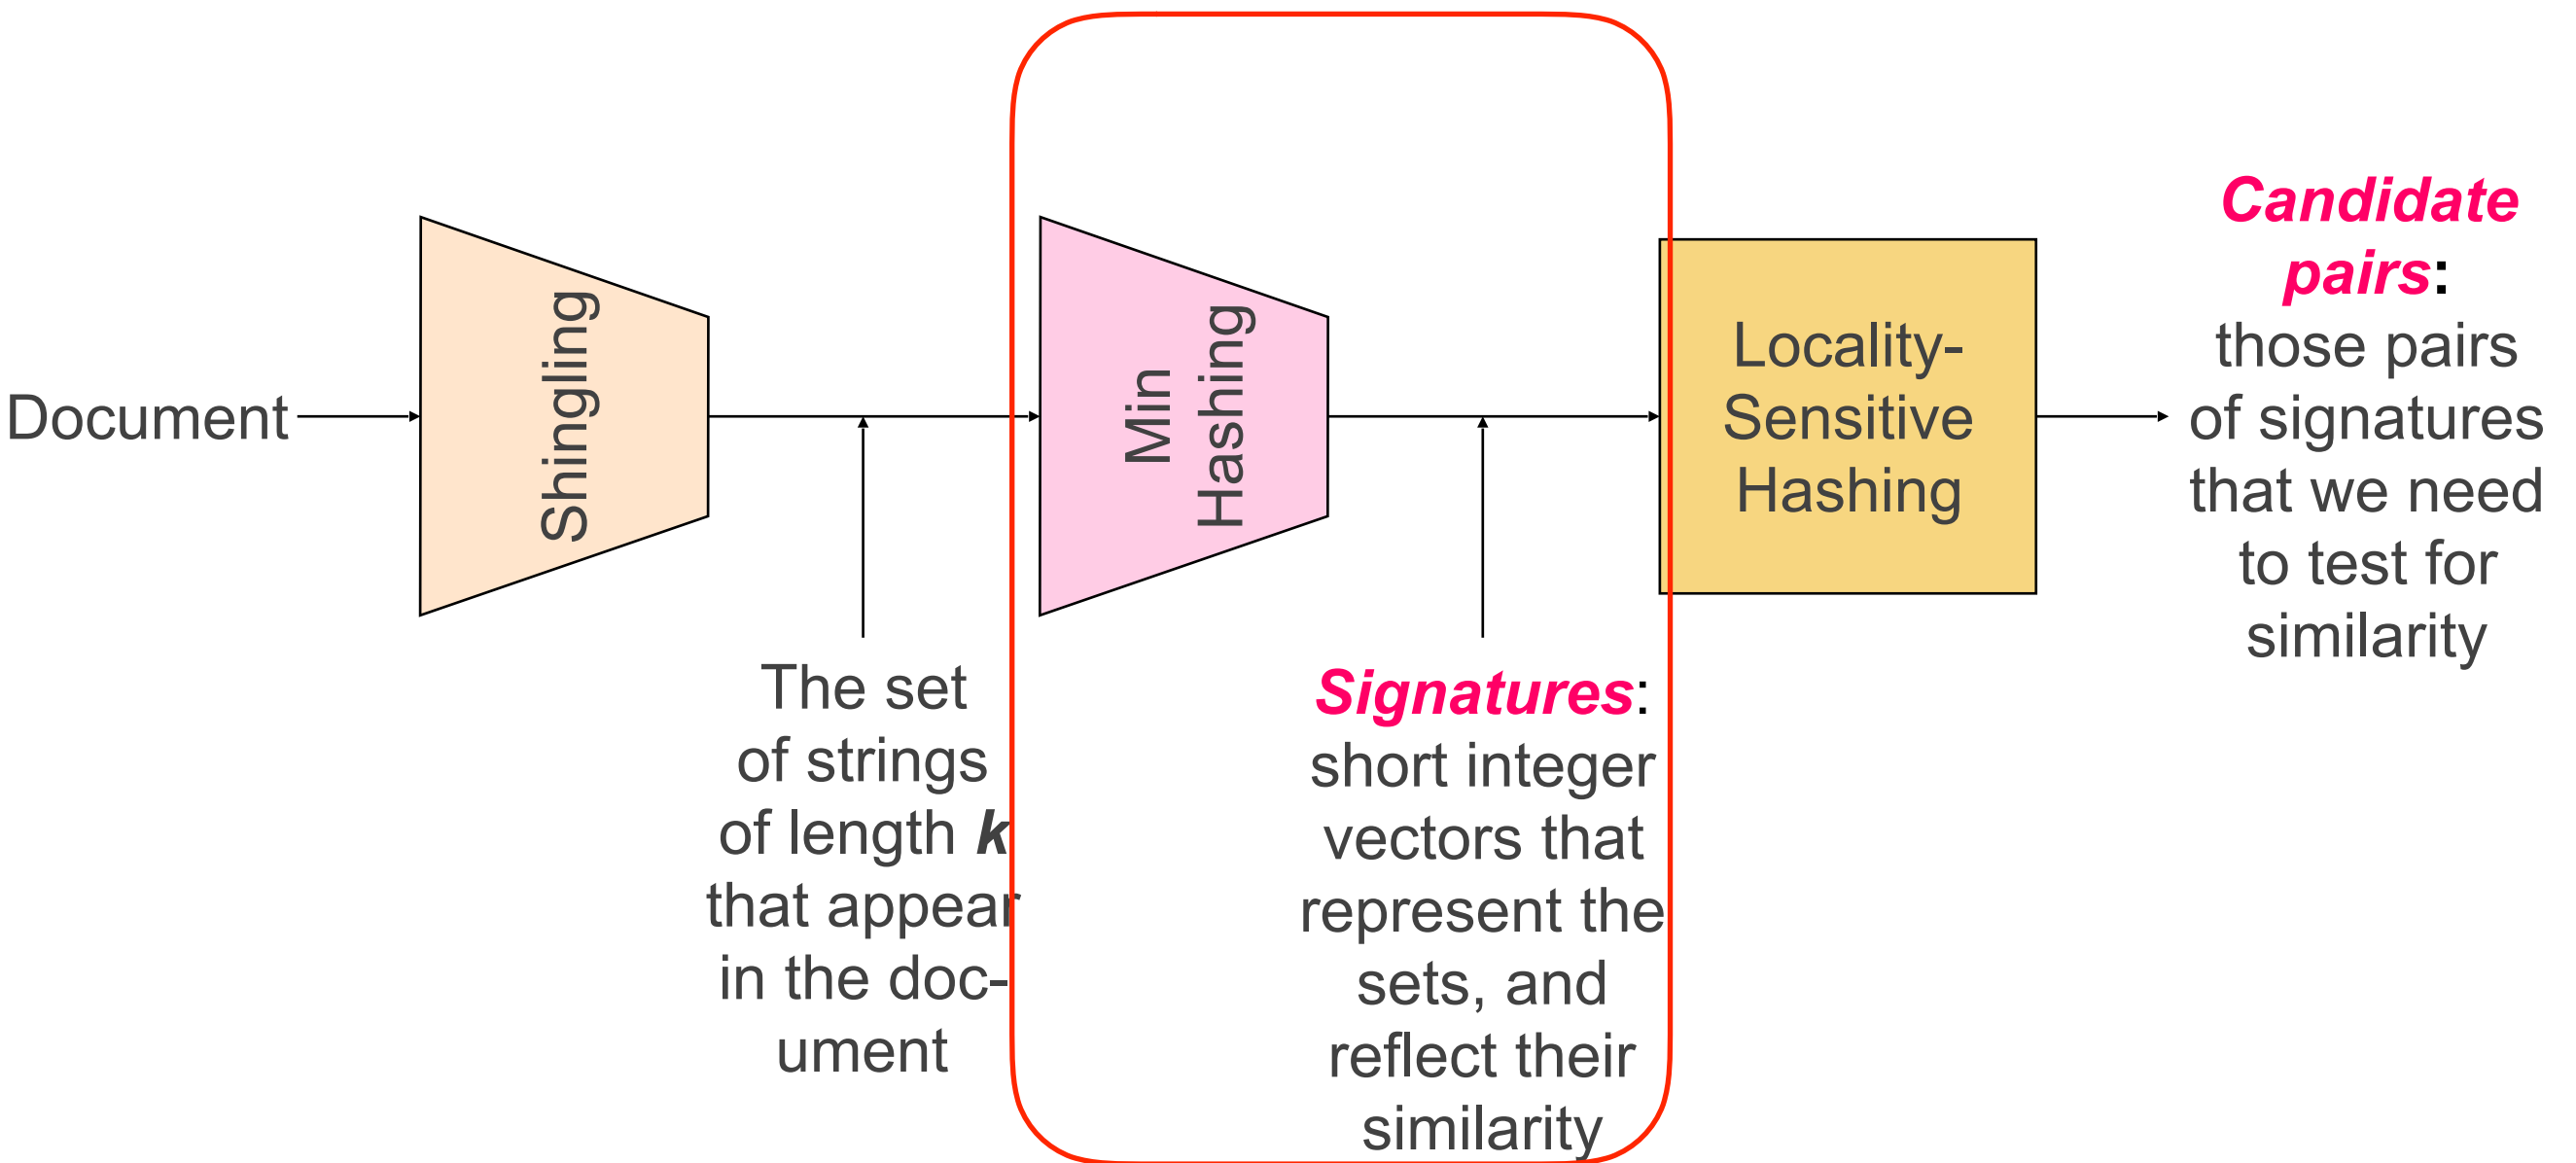 Document
Shingling
The set
of strings
of length k
that appear
in the doc-
ument
Min
Hashing
Signatures:
short integer
vectors that
represent the
sets, and
reflect their
similarity
Locality-
Sensitive
Hashing
Candidate
pairs:
those pairs
of signatures
that we need
to test for
similarity